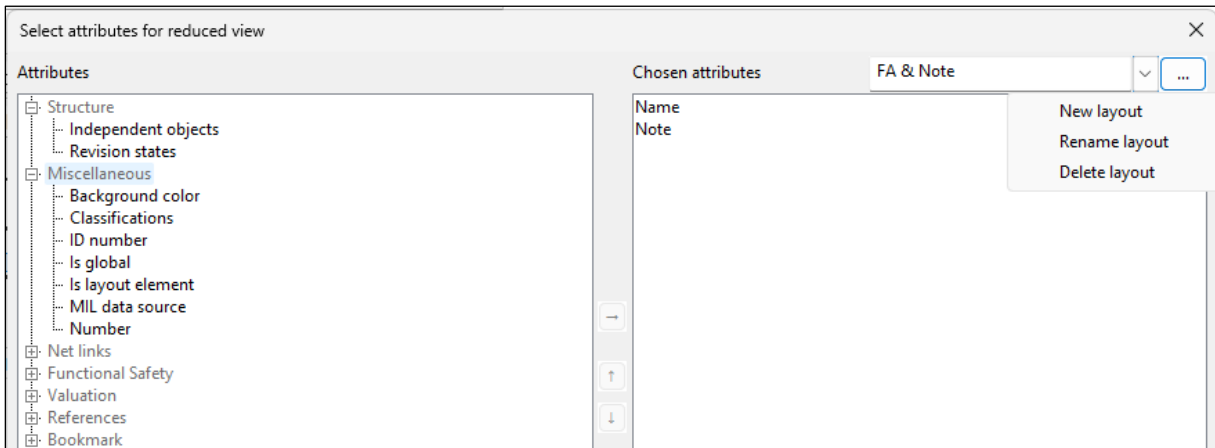 Select attributes for reduced view
Attributes
Structure
Independent objects
Revision states
Miscellaneous
Background color
Classifications
ID number
Is global
Is layout element
MIL data source
Number
Net links
Functional Safety
Valuation
References
Bookmark
Chosen attributes
FA & Note
...
Name
Note
New layout
Rename layout
Delete layout